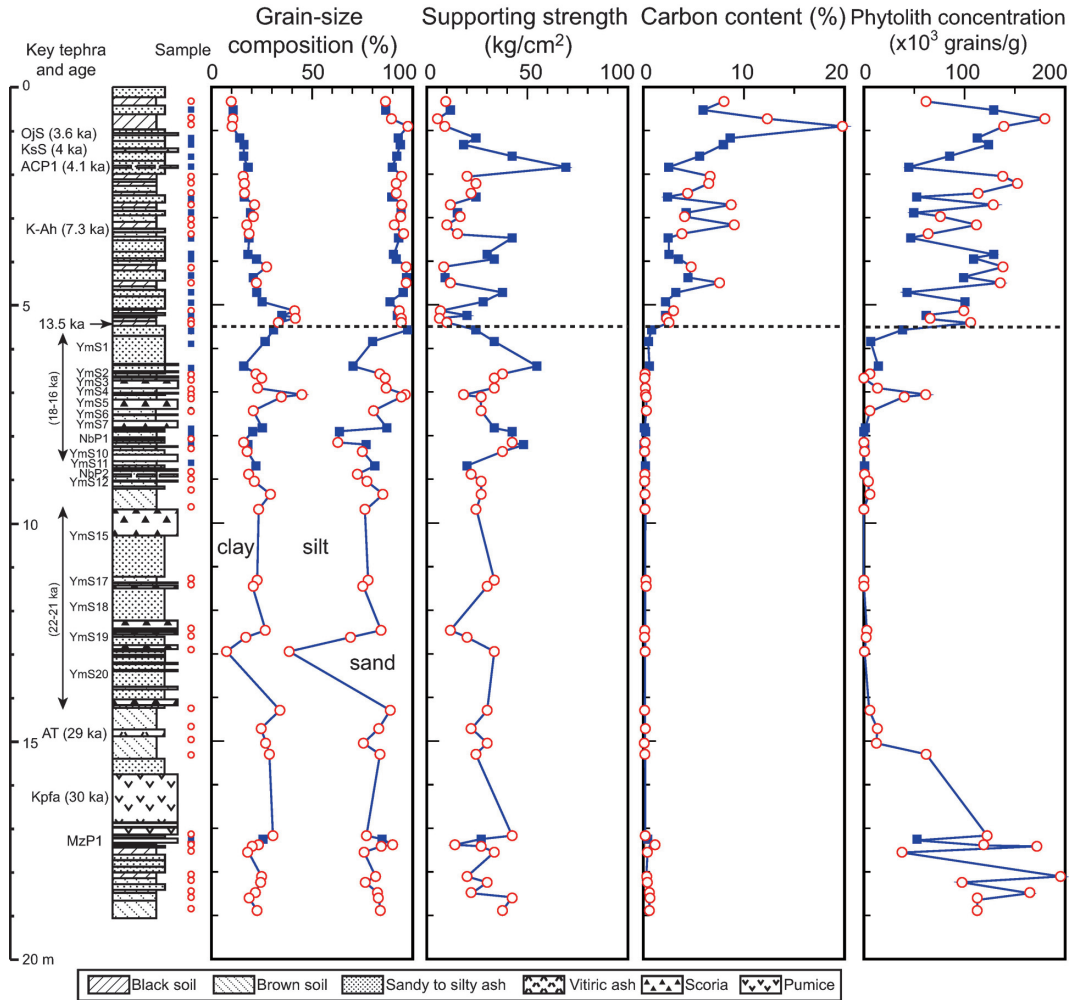 Key tephra
and age
Sample
Grain-size
composition (%)
Supporting strength
(kg/cm2)
Carbon content (%)
Phytolith concentration
(x10³ grains/g)
0 50 100
0 50 100
0 10 20
0 100 200
0
5
10
15
20 m
OjS (3.6 ka)
KsS (4 ka)
ACP1 (4.1 ka)
K-Ah (7.3 ka)
13.5 ka
YmS1
YmS2
YmS3
YmS4
YmS5
YmS6
YmS7
NbP1
YmS10
YmS11
NbP2
YmS12
(18-16 ka)
YmS15
YmS17
YmS18
YmS19
YmS20
(22-21 ka)
AT (29 ka)
Kpfa (30 ka)
MzP1
clay
silt
sand
Black soil
Brown soil
Sandy to silty ash
Vitiric ash
Scoria
Pumice